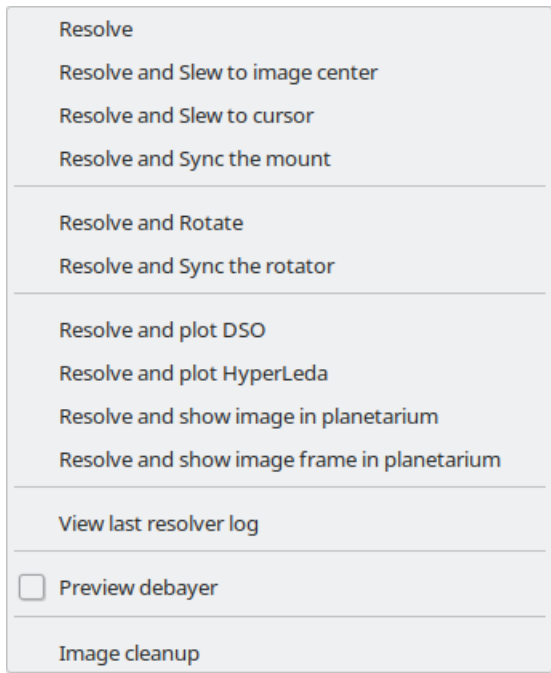 Resolve
Resolve and Slew to image center
Resolve and Slew to cursor
Resolve and Sync the mount
Resolve and Rotate
Resolve and Sync the rotator
Resolve and plot DSO
Resolve and plot HyperLeda
Resolve and show image in planetarium
Resolve and show image frame in planetarium
View last resolver log
Preview debayer
Image cleanup